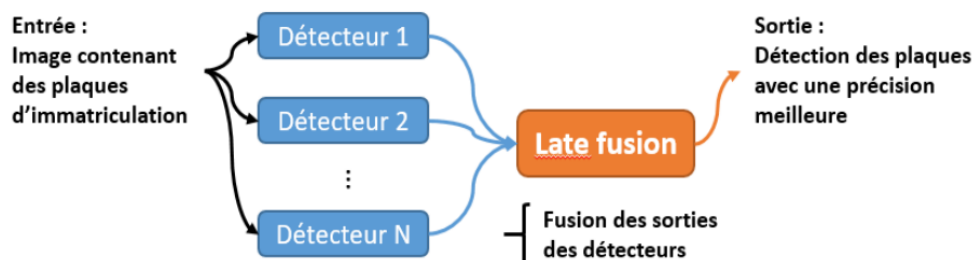 Entrée :
Image contenant
des plaques
d'immatriculation
Détecteur 1
Détecteur 2
⋮
Détecteur N
Late fusion
Fusion des sorties
des détecteurs
Sortie :
Détection des plaques
avec une précision
meilleure